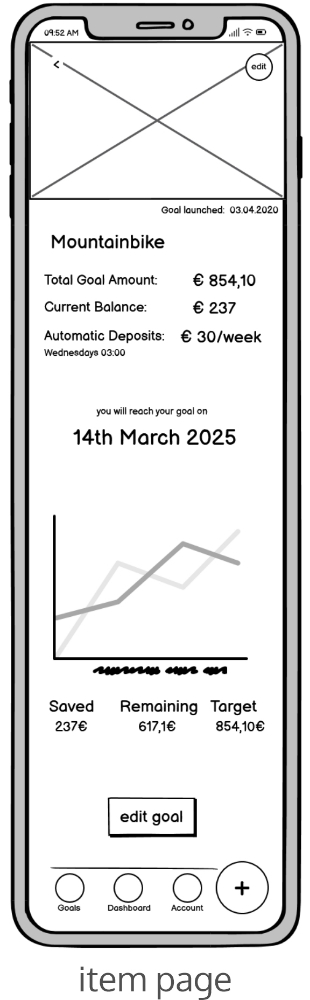 09:52 AM
<
edit
Goal launched: 03.04.2020
Mountainbike
Total Goal Amount: € 854,10
Current Balance: € 237
Automatic Deposits: € 30/week
Wednesdays 03:00
you will reach your goal on
14th March 2025
Saved Remaining Target
237€ 617,1€ 854,10€
edit goal
Goals Dashboard Account +
item page